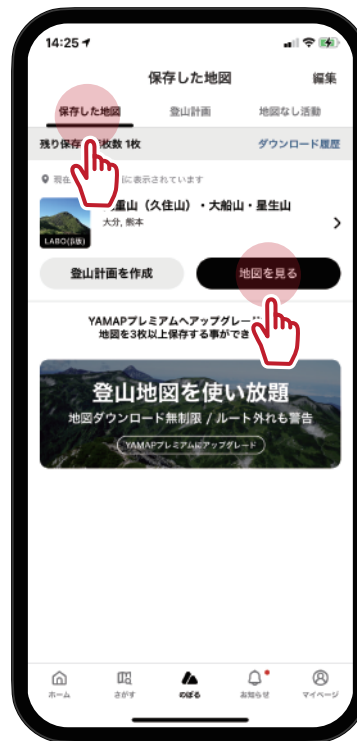 14:25
保存した地図
編集
保存した地図
登山計画
地図なし活動
残り保存 枚数 1枚
ダウンロード履歴
現在 に表示されています
重山（久住山）・大船山・星生山
大分, 熊本
LABO(β版)
登山計画を作成
地図を見る
YAMAPプレミアムへアップグレー
地図を3枚以上保存する事ができ
登山地図を使い放題
地図ダウンロード無制限 / ルート外れも警告
YAMAPプレミアムにアップグレード
ホーム
さがす
のぼる
お知らせ
マイページ